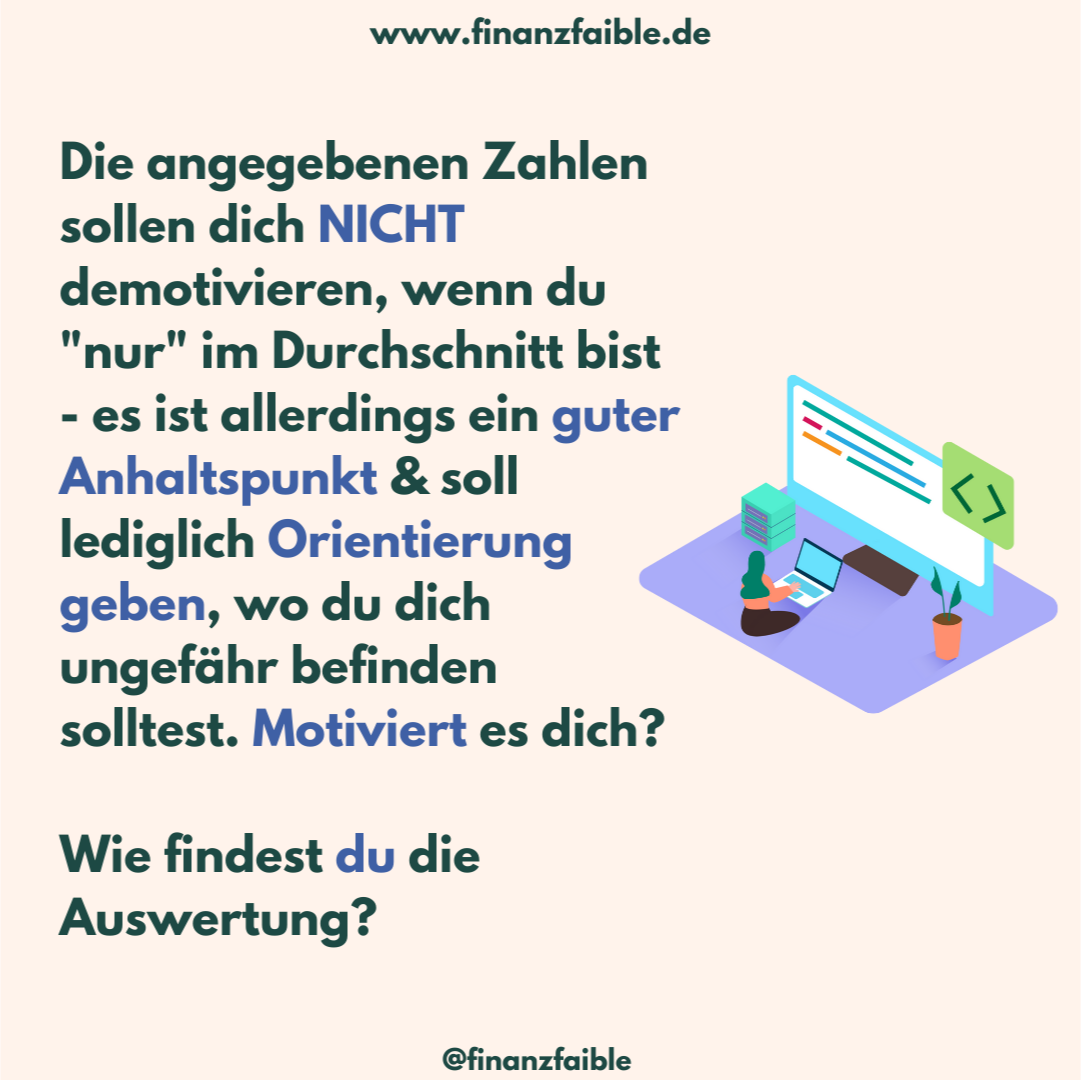 www.finanzfaible.de
Die angegebenen Zahlen
sollen dich NICHT
demotivieren, wenn du
"nur" im Durchschnitt bist
- es ist allerdings ein guter
Anhaltspunkt & soll
lediglich Orientierung
geben, wo du dich
ungefähr befinden
solltest. Motiviert es dich?
Wie findest du die
Auswertung?
@finanzfaible